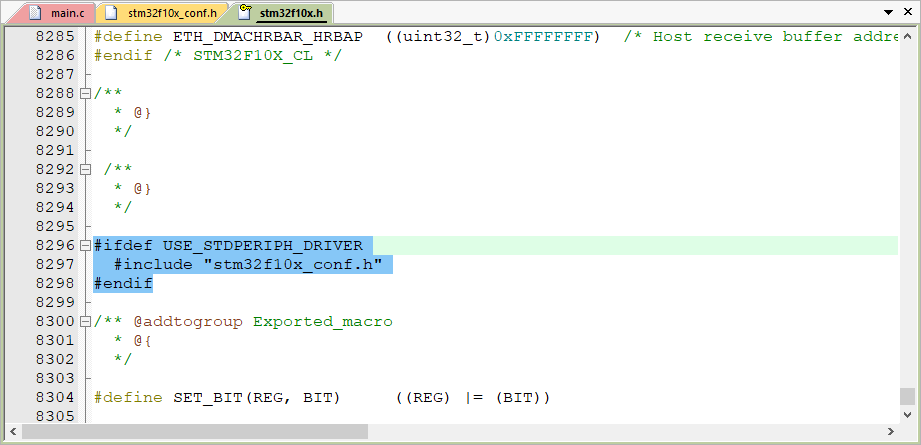 main.c stm32f10x_conf.h stm32f10x.h
8285 #define ETH_DMACHRBAR_HRBAP ((uint32_t)0xFFFFFFFF) /* Host receive buffer addre
8286 #endif /* STM32F10X_CL */
8287
8288 /**
8289 * @}
8290 */
8291
8292 /**
8293 * @}
8294 */
8295
8296 #ifdef USE_STDPERIPH_DRIVER
8297 #include "stm32f10x_conf.h"
8298 #endif
8299
8300 /** @addtogroup Exported_macro
8301 * @{
8302 */
8303
8304 #define SET_BIT(REG, BIT) ((REG) |= (BIT))
8305